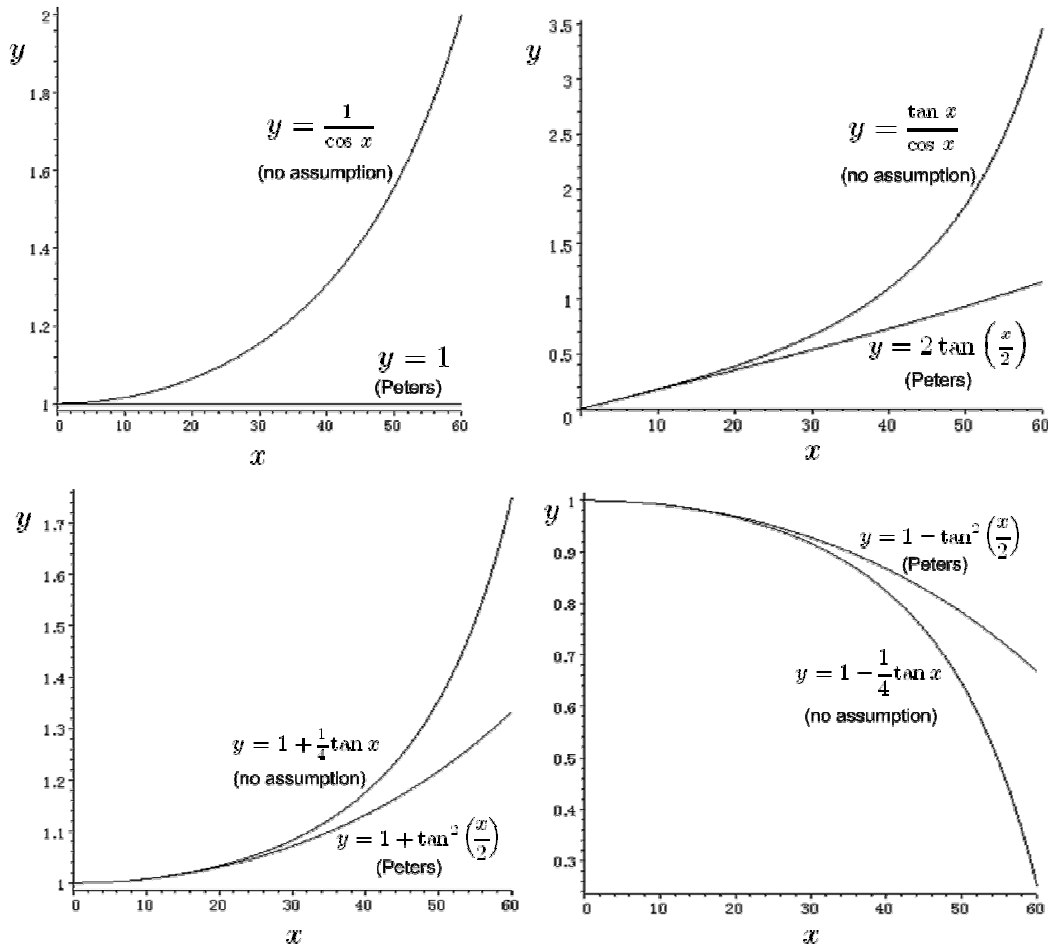 2
y
1.8
y = 1/cos x
(no assumption)
1.6
1.4
1.2
y = 1
(Peters)
1
0 10 20 30 40 50 60
x
3.5
y
3
y = tan x/cos x
2.5
(no assumption)
2
1.5
1
y = 2 tan (x/2)
0.5
(Peters)
0
10 20 30 40 50 60
x
y
1.7
1.6
1.5
1.4
1.3
y = 1 + 1/4 tan x
(no assumption)
1.2
1.1
y = 1 + tan² (x/2)
(Peters)
1
0 10 20 30 40 50 60
x
y
1
y = 1 − tan² (x/2)
(Peters)
0.9
0.8
0.7
y = 1 − 1/4 tan x
(no assumption)
0.6
0.5
0.4
0.3
0 10 20 30 40 50 60
x